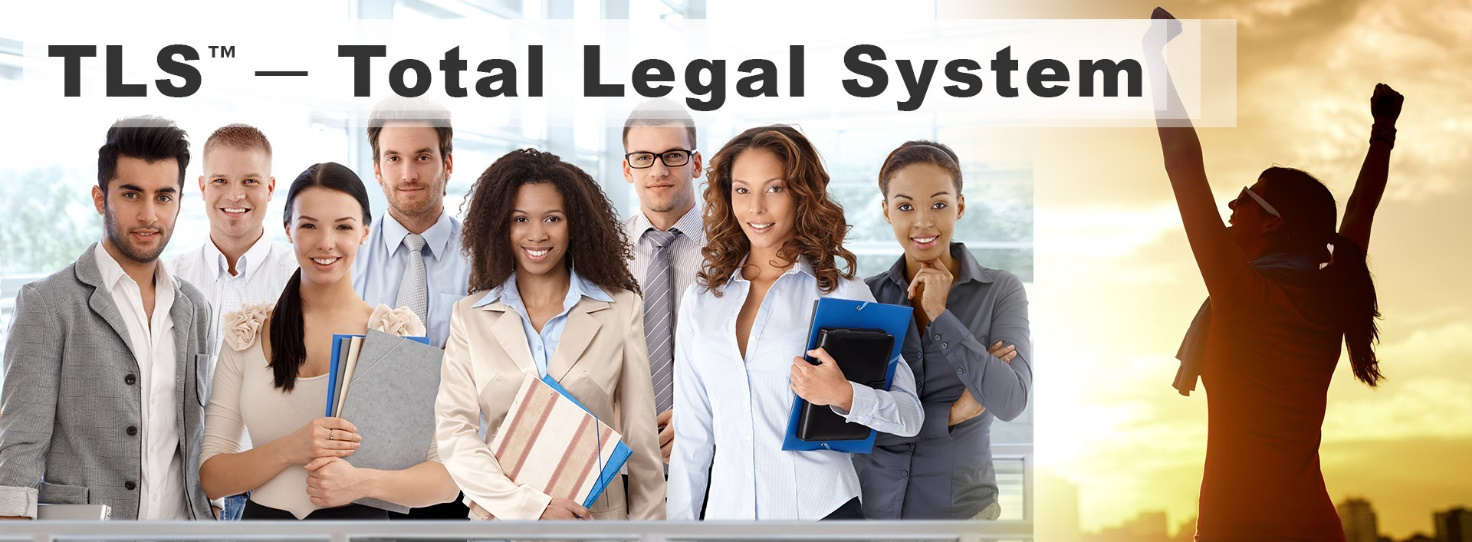 TLS™ — Total Legal System